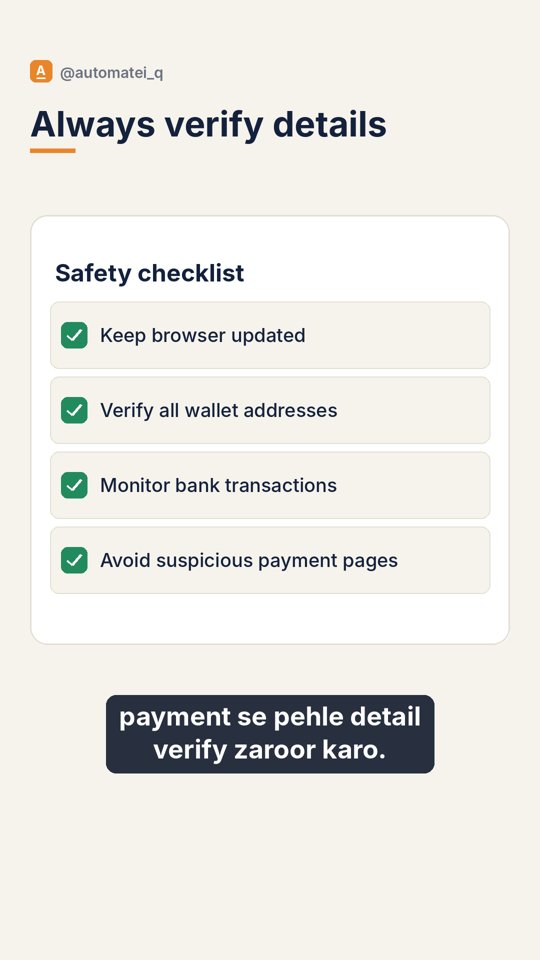 A
@automatei_q
Always verify details
Safety checklist
Keep browser updated
Verify all wallet addresses
Monitor bank transactions
Avoid suspicious payment pages
payment se pehle detail
verify zaroor karo.